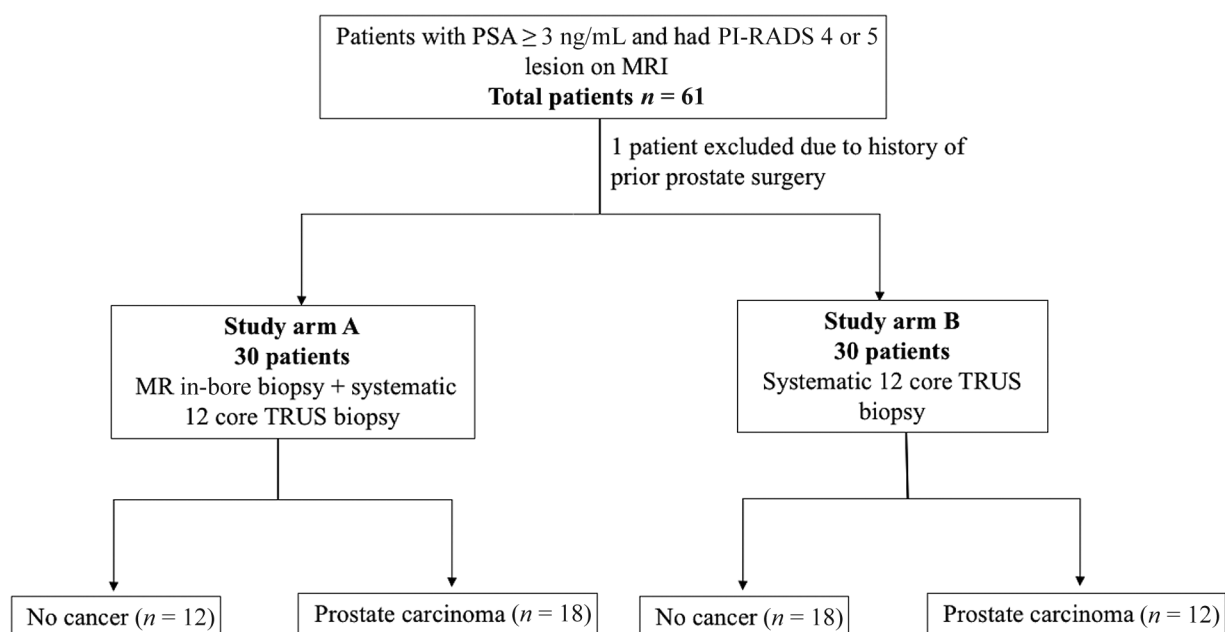 Patients with PSA ≥ 3 ng/mL and had PI-RADS 4 or 5
lesion on MRI
Total patients n = 61
1 patient excluded due to history of
prior prostate surgery
Study arm A
30 patients
MR in-bore biopsy + systematic
12 core TRUS biopsy
Study arm B
30 patients
Systematic 12 core TRUS
biopsy
No cancer (n = 12)
Prostate carcinoma (n = 18)
No cancer (n = 18)
Prostate carcinoma (n = 12)